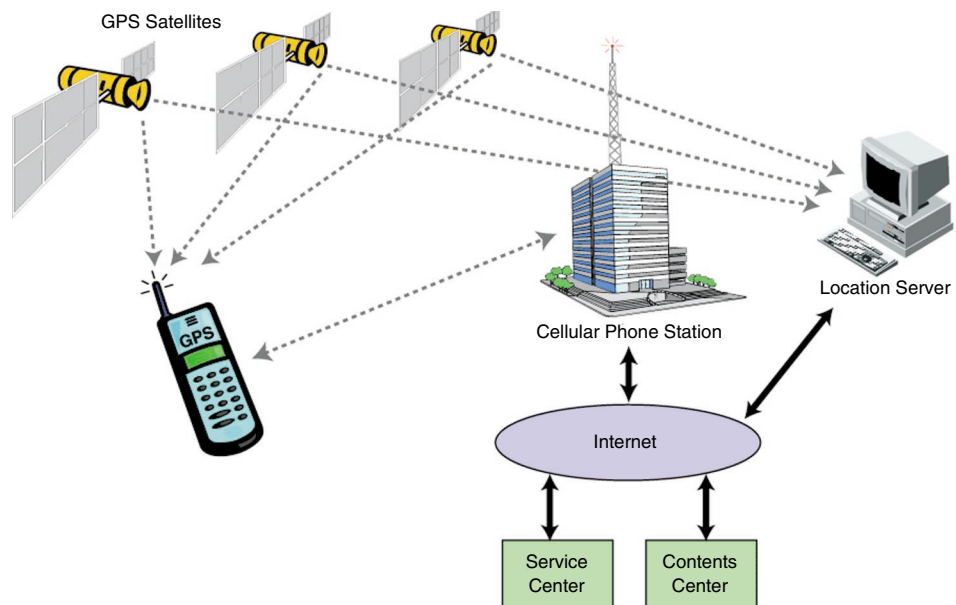 GPS Satellites
GPS
Location Server
Cellular Phone Station
Internet
Service
Center
Contents
Center